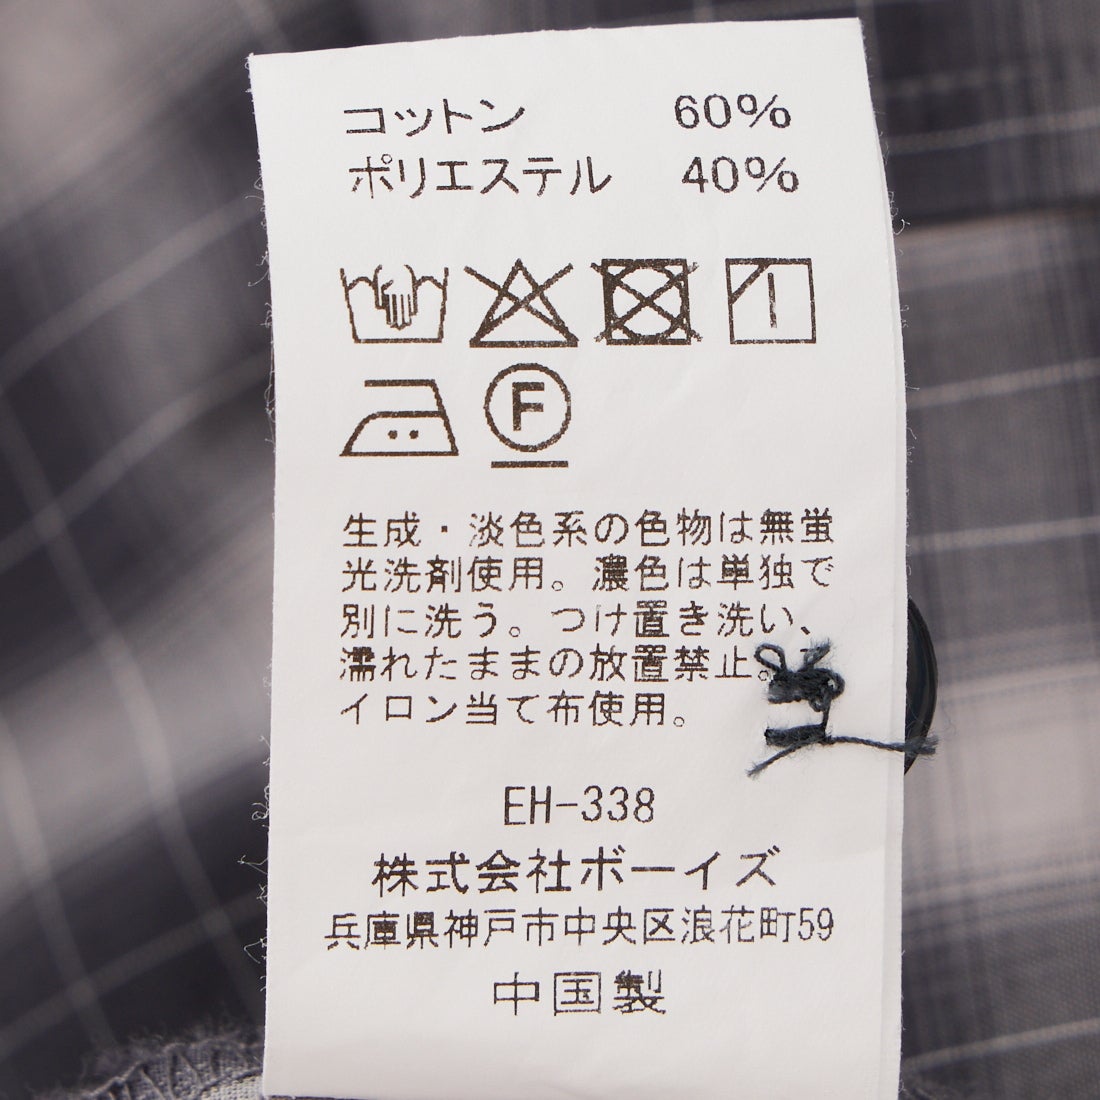 コットン 60%
ポリエステル 40%
F
生成・淡色系の色物は無蛍
光洗剤使用。濃色は単独で
別に洗う。つけ置き洗い、
濡れたままの放置禁止。
イロン当て布使用。
EH-338
株式会社ボーイズ
兵庫県神戸市中央区浪花町59
中国製